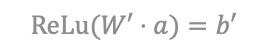 ReLu(W′ · a) = b′